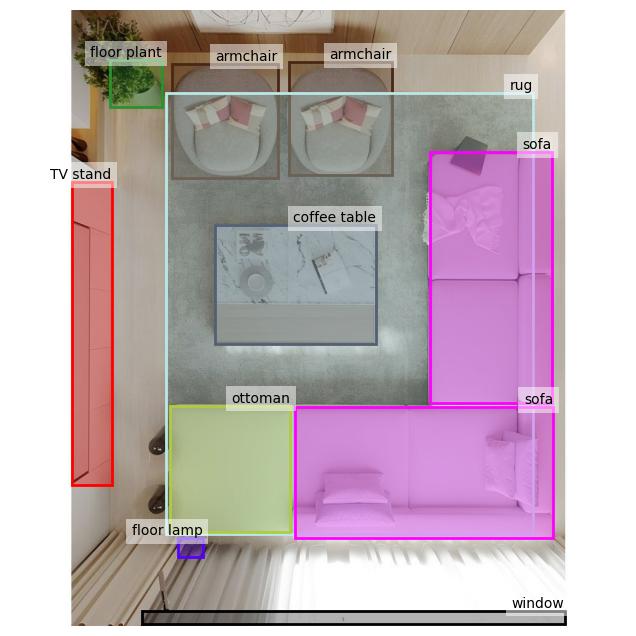 floor plant
armchair
armchair
rug
sofa
TV stand
coffee table
ottoman
sofa
floor lamp
window